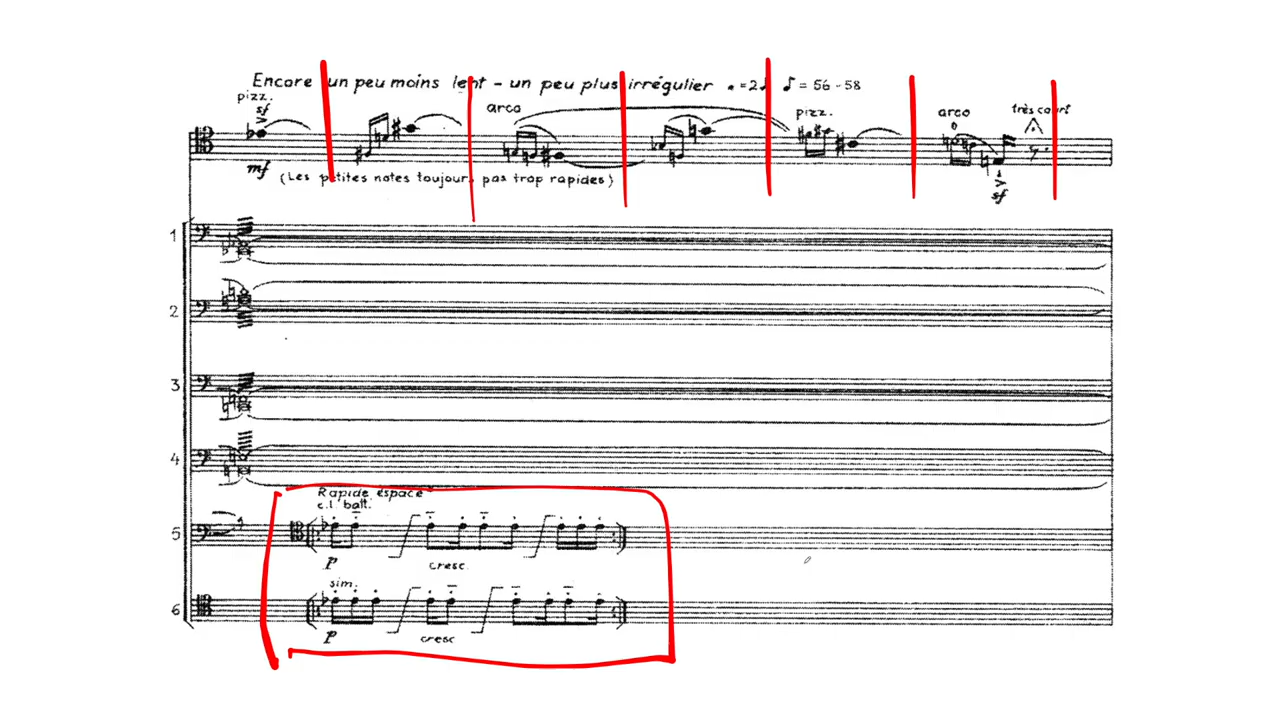 Encore un peu moins lent - un peu plus irrégulier ♪ = 56 - 58
pizz.
sf
mf
arco
pizz.
arco
très court
(Les petites notes toujours pas trop rapides)
sf
1
2
3
4
Rapide espacé
c.l. batt.
5
p
cresc.
sim.
6
p
cresc